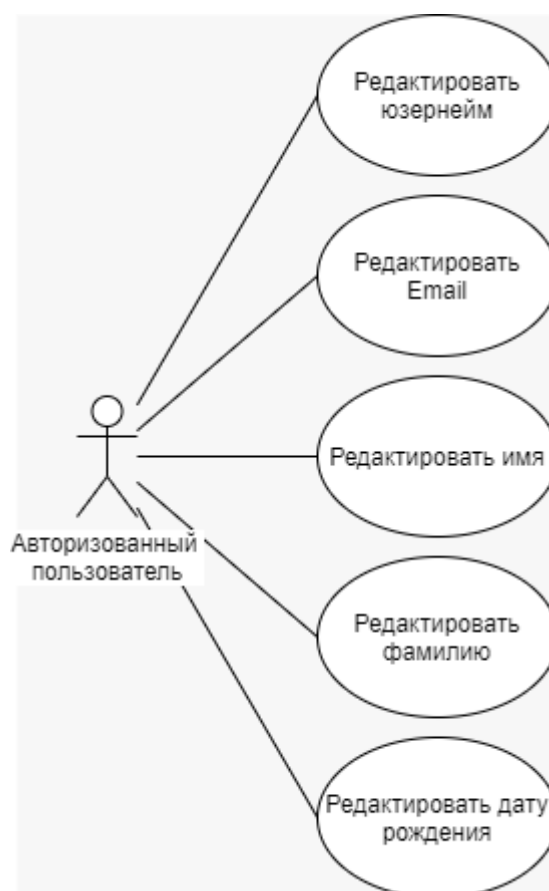 Редактировать
юзернейм
Редактировать
Email
Редактировать имя
Авторизованный
пользователь
Редактировать
фамилию
Редактировать дату
рождения